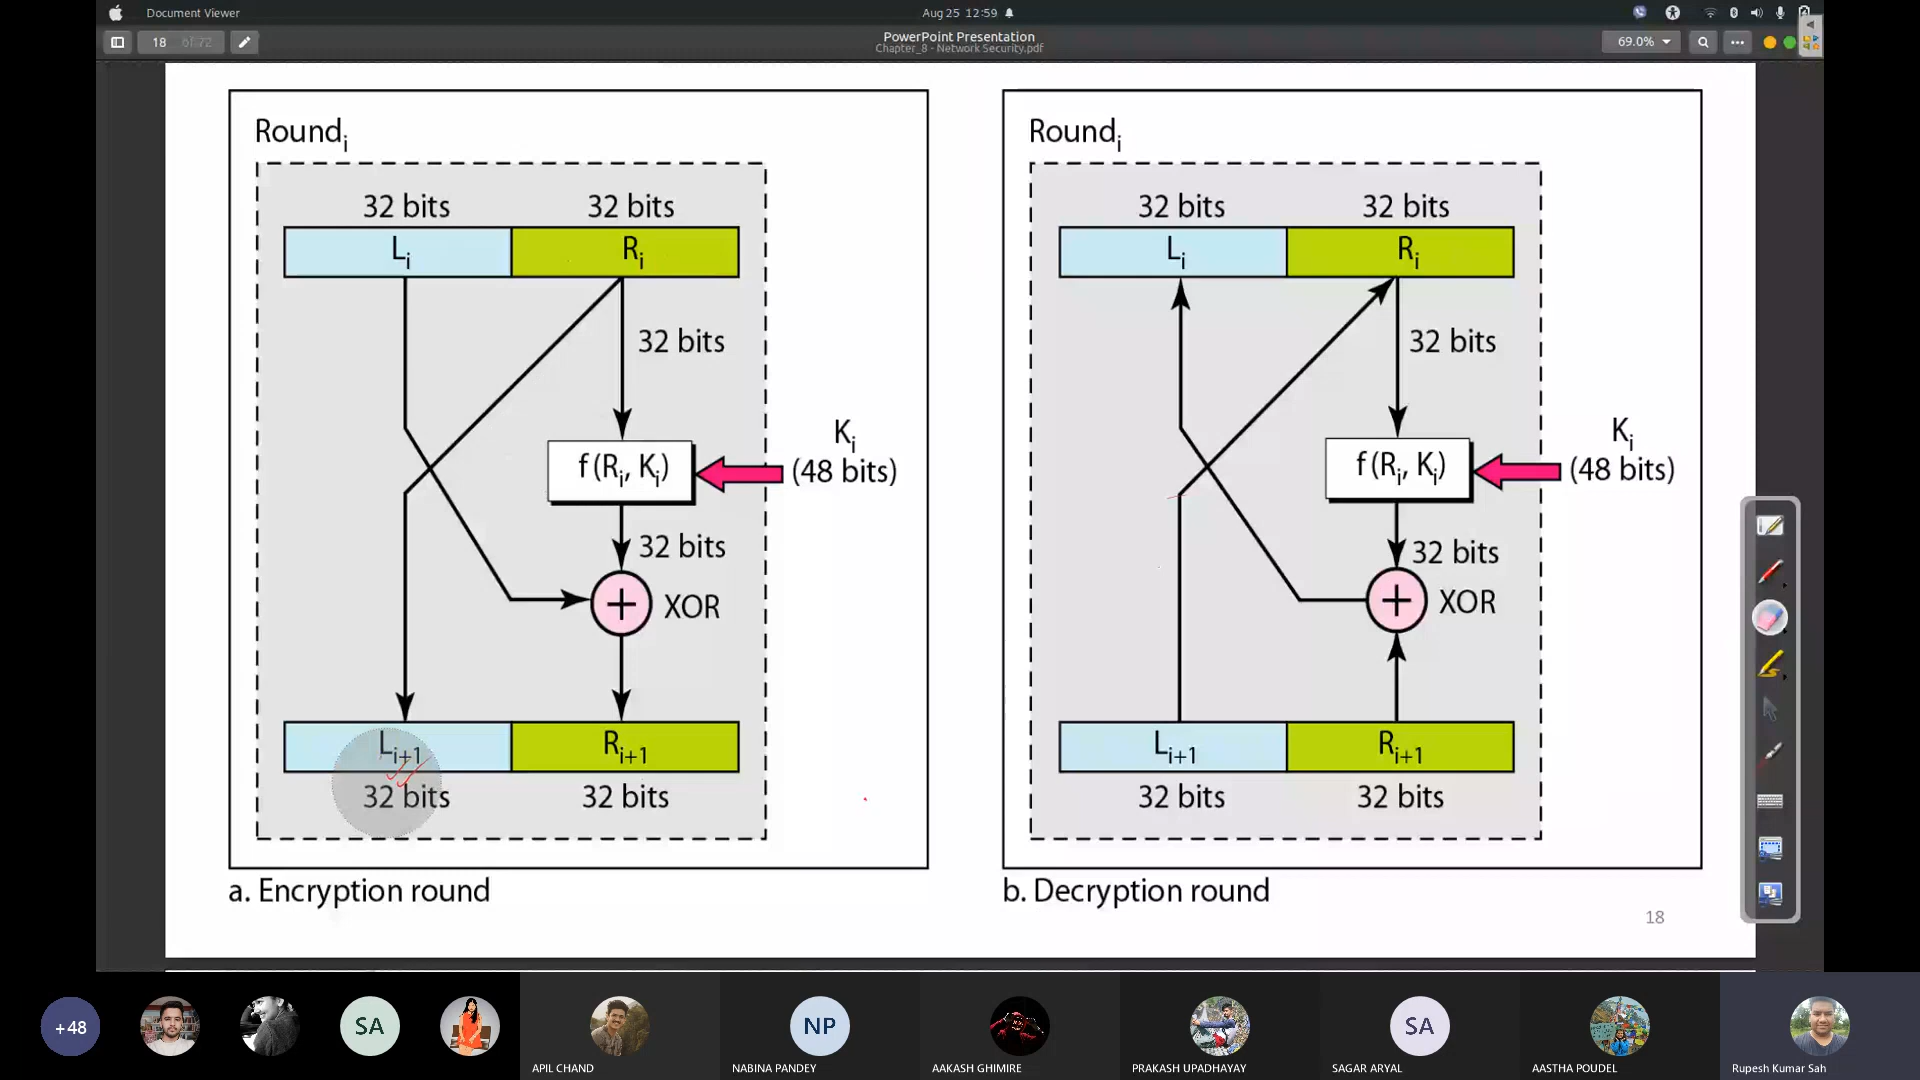 Document Viewer
Aug 25 12:59
18 of 72
PowerPoint Presentation
Chapter_8 - Network Security.pdf
69.0%
Roundi
32 bits
32 bits
Li
Ri
32 bits
f(Ri, Ki)
Ki
(48 bits)
32 bits
+
XOR
Li+1
Ri+1
32 bits
32 bits
a. Encryption round
Roundi
32 bits
32 bits
Li
Ri
32 bits
f(Ri, Ki)
Ki
(48 bits)
32 bits
+
XOR
Li+1
Ri+1
32 bits
32 bits
b. Decryption round
18
+48
SA
APIL CHAND
NP
NABINA PANDEY
AAKASH GHIMIRE
PRAKASH UPADHAYAY
SA
SAGAR ARYAL
AASTHA POUDEL
Rupesh Kumar Sah